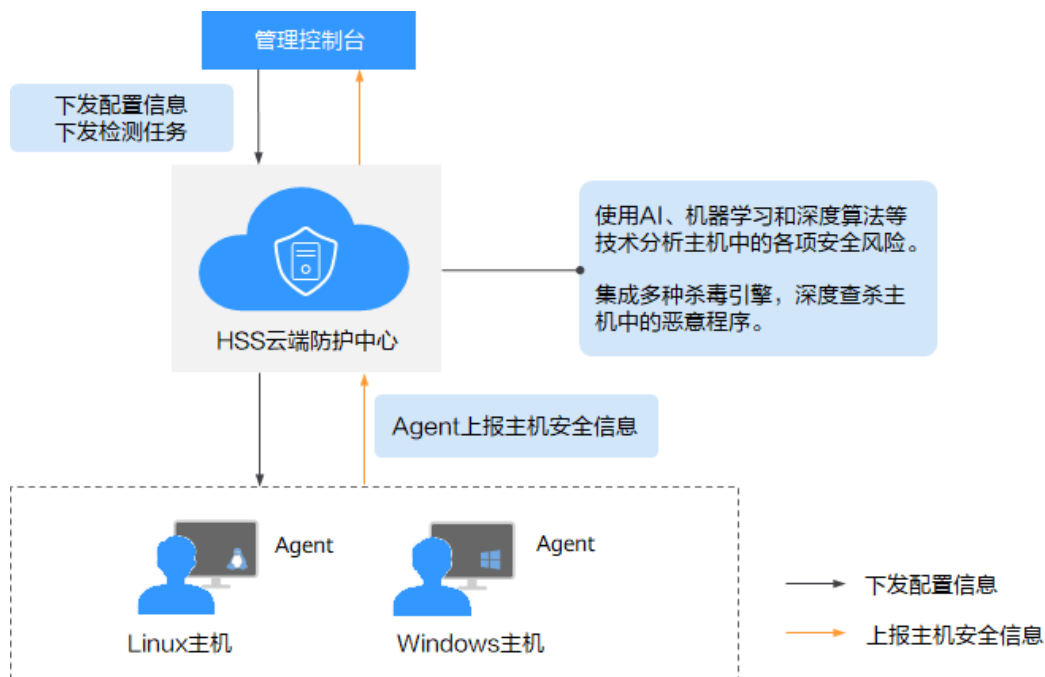 管理控制台
下发配置信息
下发检测任务
使用AI、机器学习和深度算法等
技术分析主机中的各项安全风险。
集成多种杀毒引擎，深度查杀主
机中的恶意程序。
HSS云端防护中心
Agent上报主机安全信息
Agent
Agent
Linux主机
Windows主机
下发配置信息
上报主机安全信息